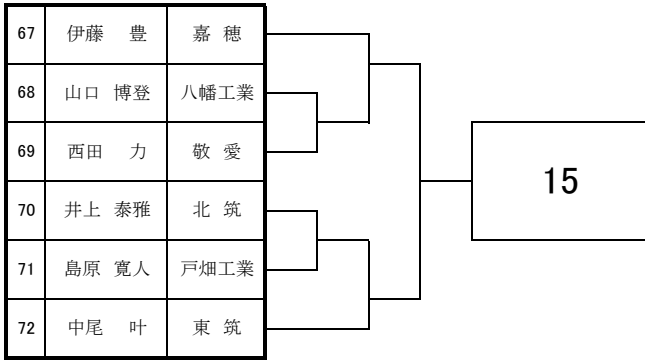 67 伊藤 豊 嘉 穂
68 山口 博登 八幡工業
69 西田 力 敬 愛
70 井上 泰雅 北 筑
71 島原 寛人 戸畑工業
72 中尾 叶 東 筑
15